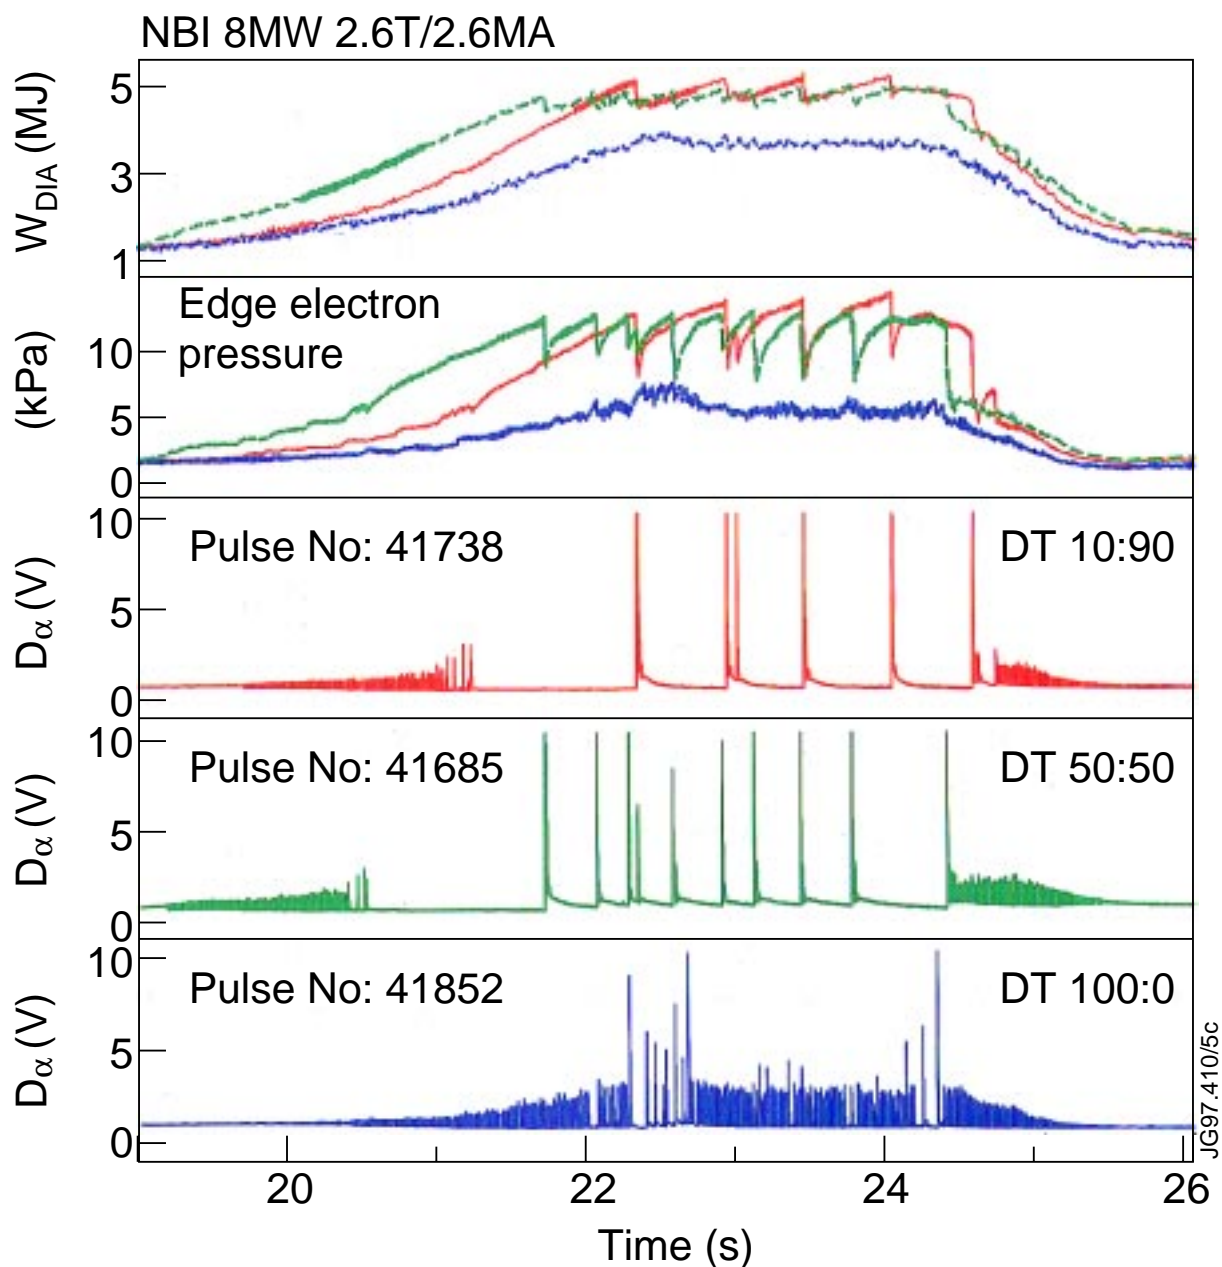 NBI 8MW 2.6T/2.6MA
W_DIA (MJ)
5
3
1
Edge electron
pressure
(kPa)
10
5
0
Dα (V)
10
5
0
Pulse No: 41738
DT 10:90
Dα (V)
10
5
0
Pulse No: 41685
DT 50:50
Dα (V)
10
5
0
Pulse No: 41852
DT 100:0
JG97.410/5c
20
22
24
26
Time (s)